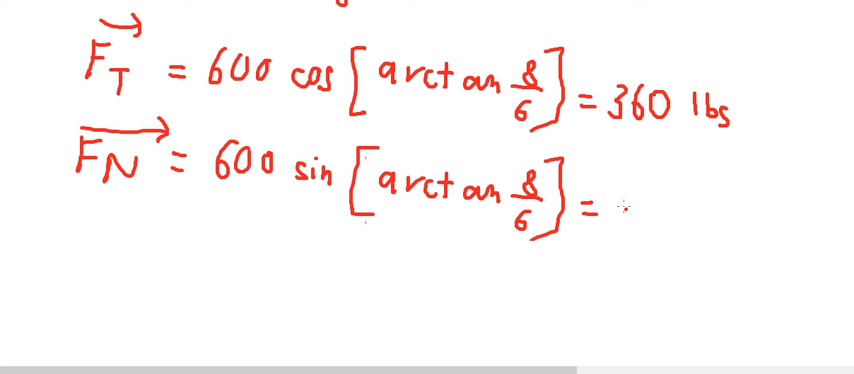 F_T = 600 cos [arctan 8/6] = 360 lbs
F_N = 600 sin [arctan 8/6] =